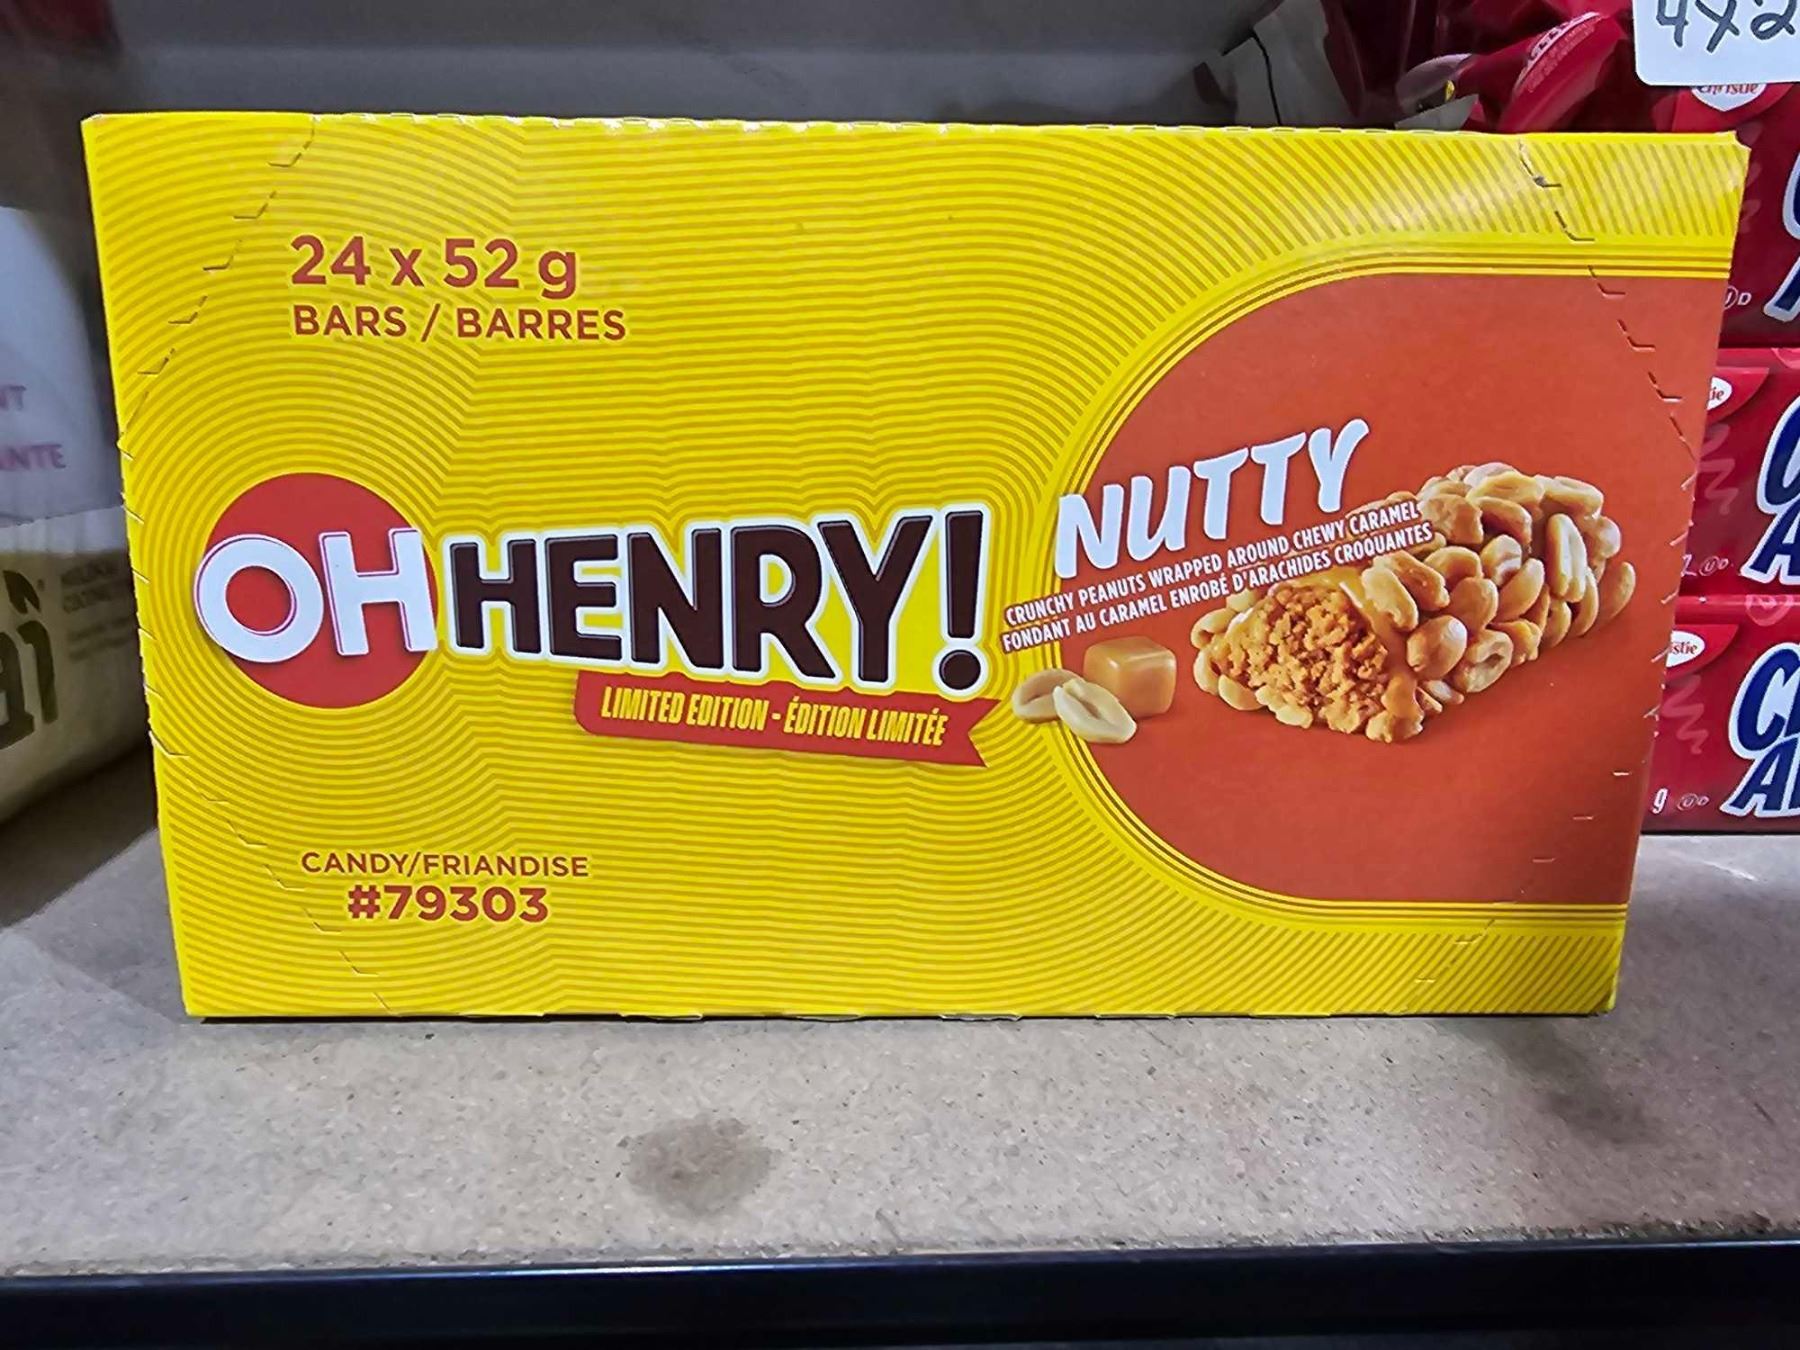 24 x 52 g
BARS / BARRES
OH HENRY!
LIMITED EDITION - ÉDITION LIMITÉE
NUTTY
CRUNCHY PEANUTS WRAPPED AROUND CHEWY CARAMEL
FONDANT AU CARAMEL ENROBÉ D'ARACHIDES CROQUANTES
CANDY/FRIANDISE
#79303
Christie